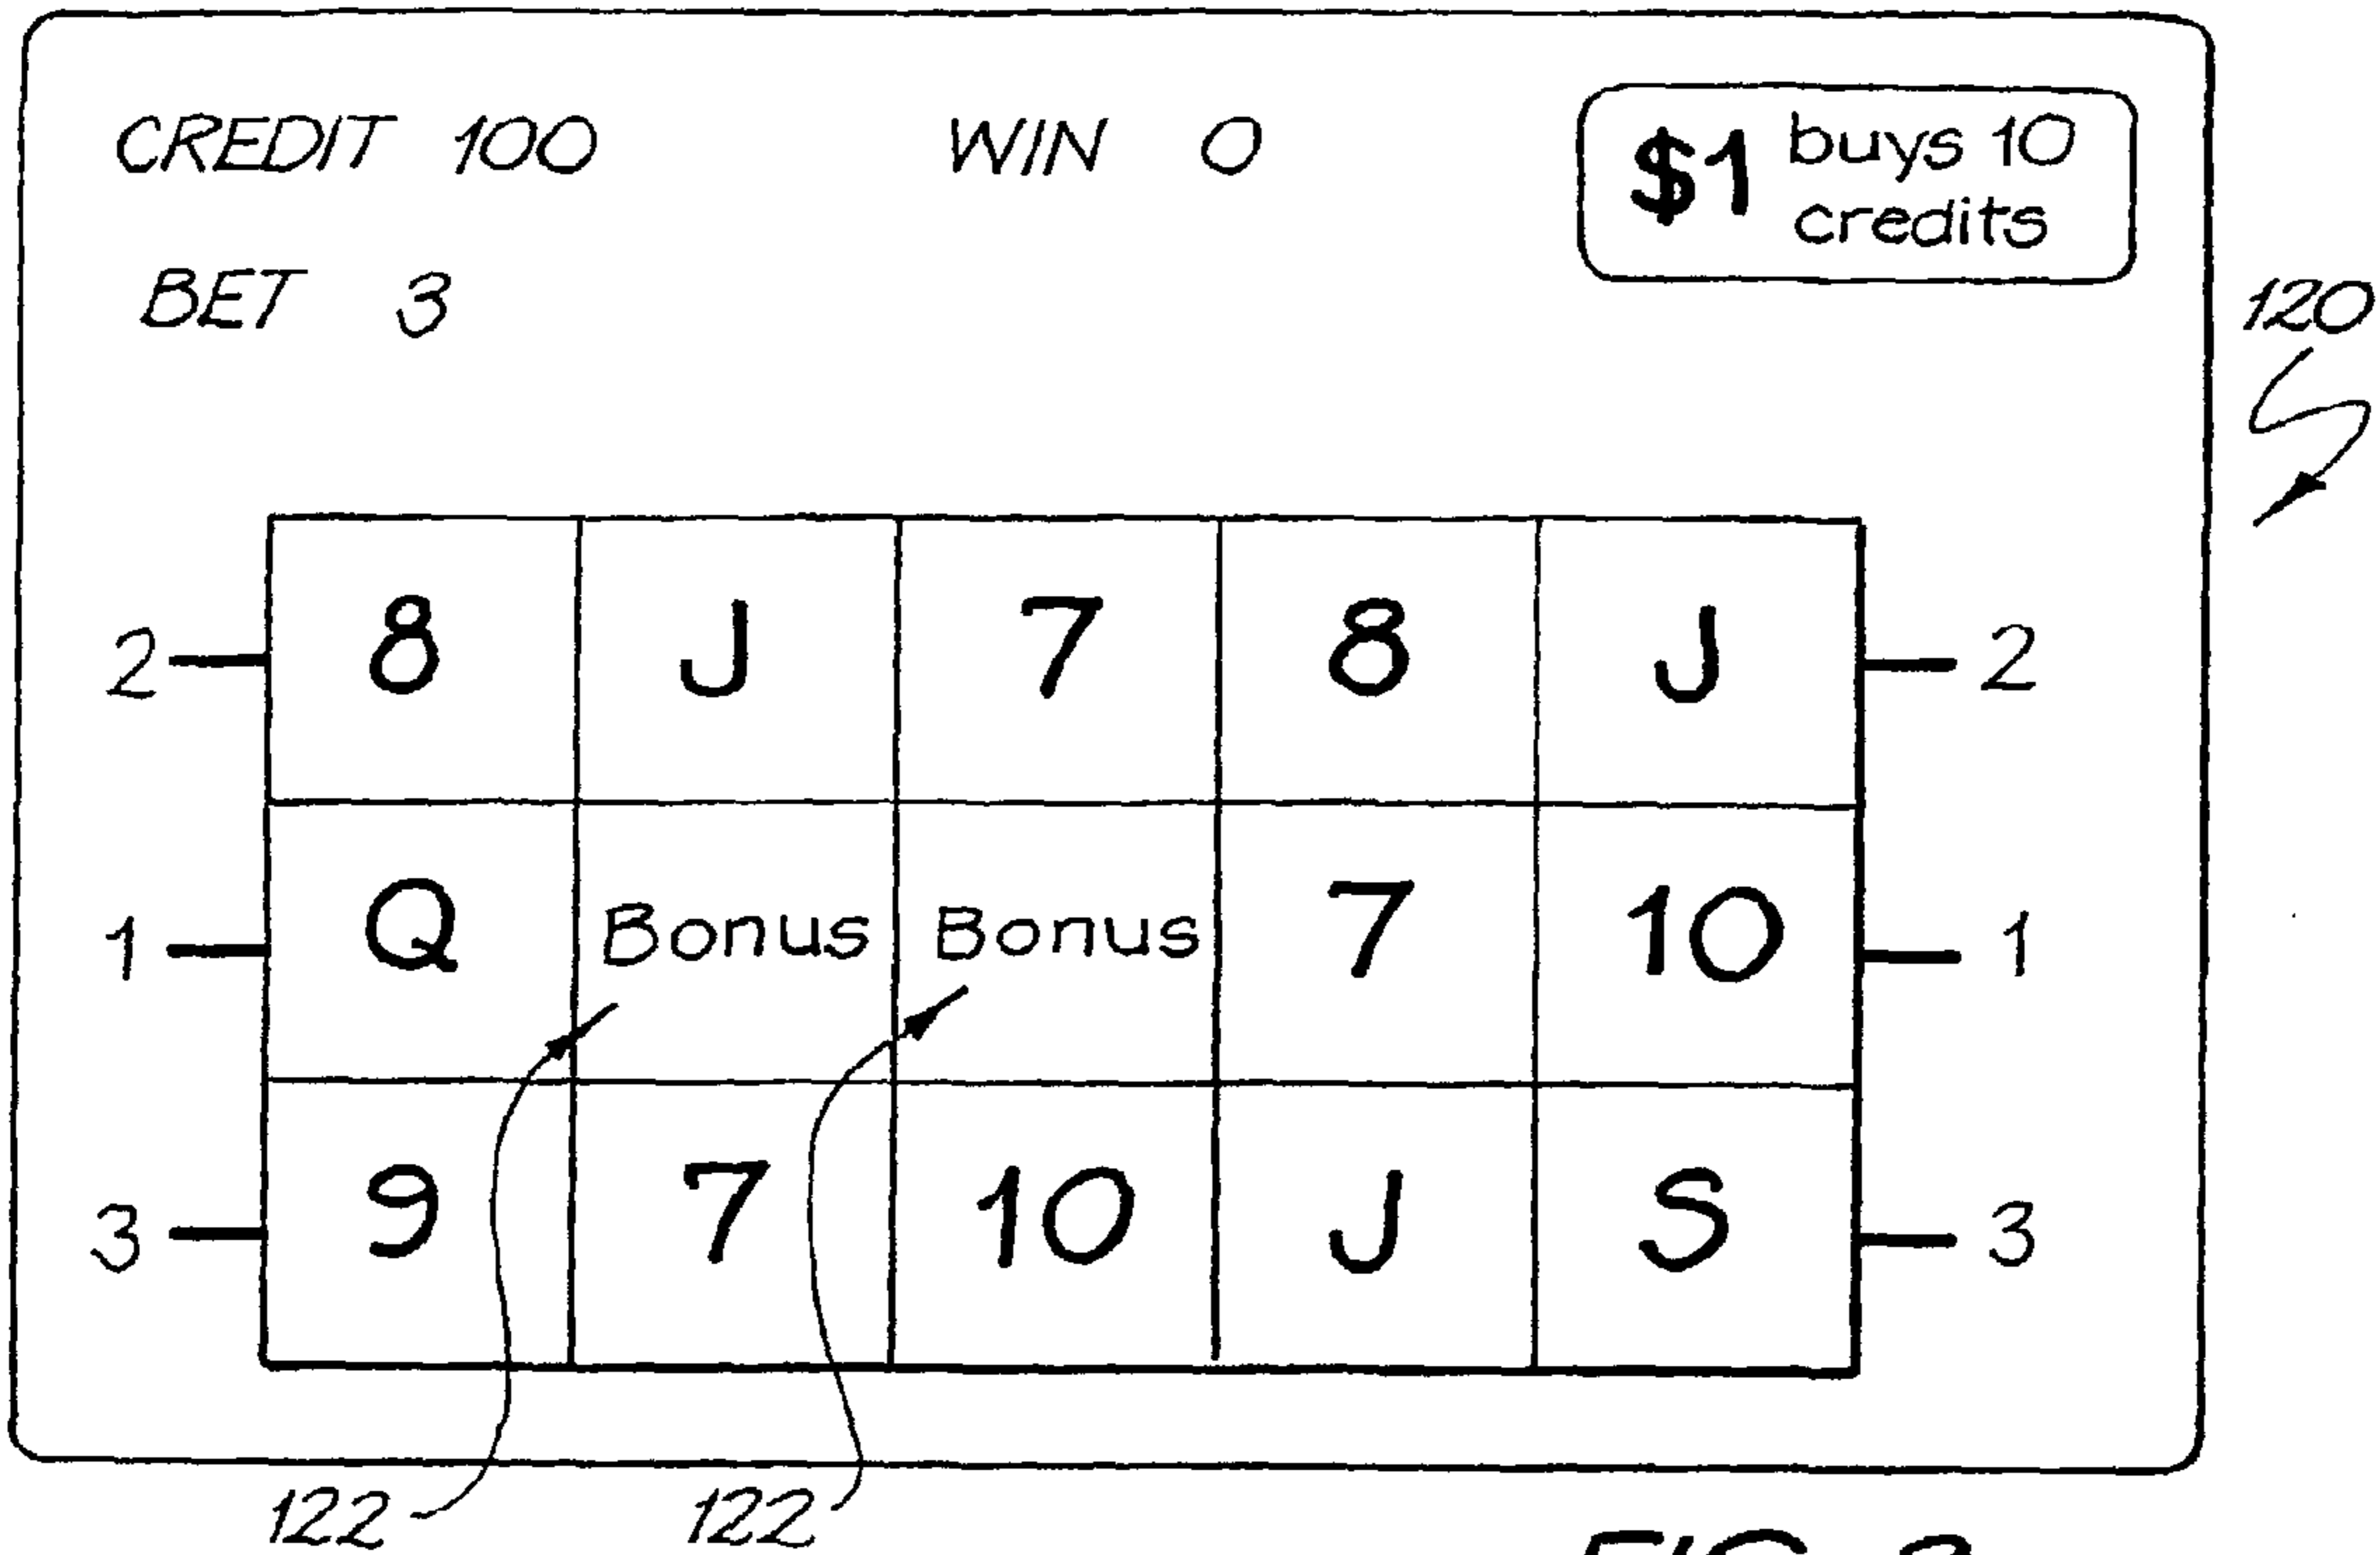 CREDIT 100 WIN 0 $1 buys 10
credits
BET 3
120
2 8 J 7 8 J 2
1 Q Bonus Bonus 7 10 1
3 9 7 10 J S 3
122 122